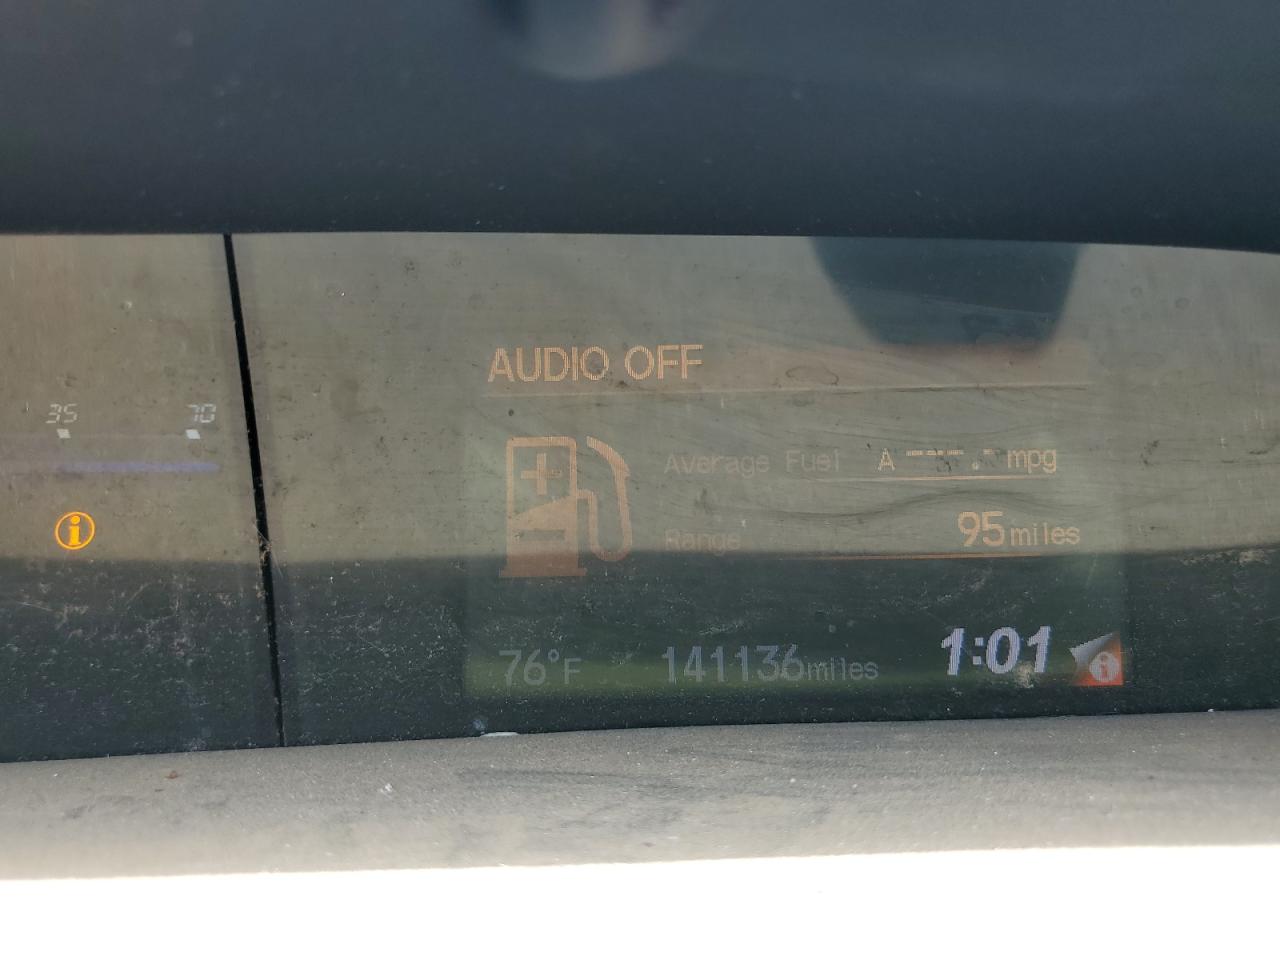 AUDIO OFF
35 70
Average Fuel A ---.- mpg
Range 95 miles
76°F 141136 miles 1:01